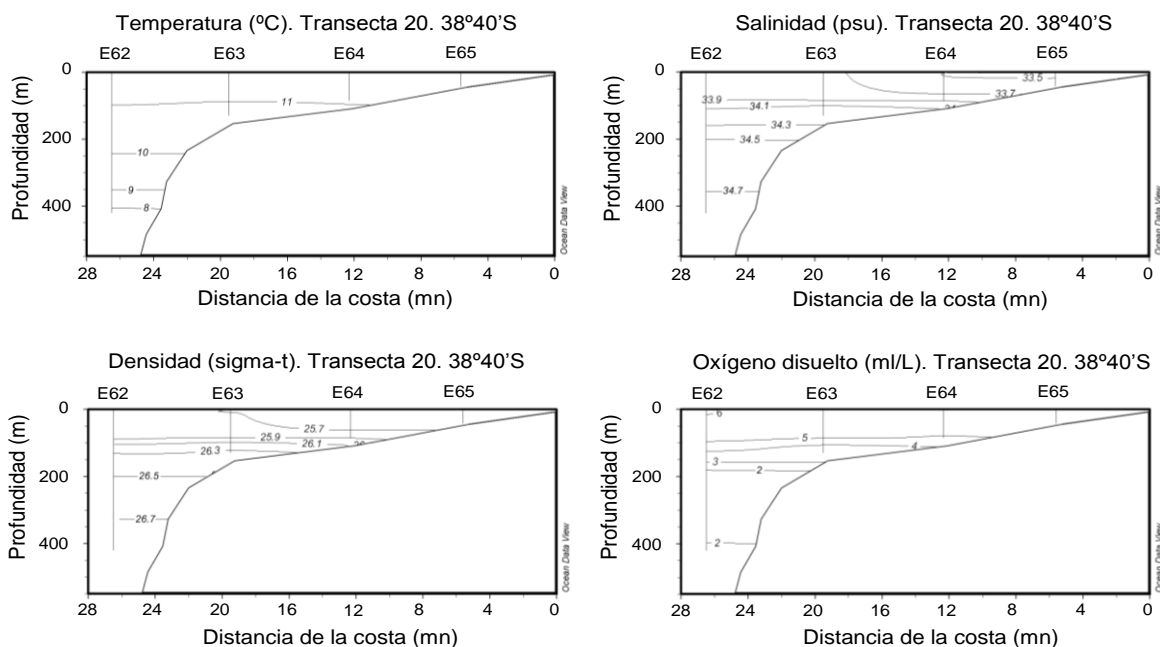 Temperatura (ºC). Transecta 20. 38º40’S
E62 E63 E64 E65
0
200
400
Profundidad (m)
11
10
9
8
28 24 20 16 12 8 4 0
Distancia de la costa (mn)
Ocean Data View
Salinidad (psu). Transecta 20. 38º40’S
E62 E63 E64 E65
0
200
400
Profundidad (m)
33.5
33.7
33.9
34.1
34.3
34.5
34.7
28 24 20 16 12 8 4 0
Distancia de la costa (mn)
Ocean Data View
Densidad (sigma-t). Transecta 20. 38º40’S
E62 E63 E64 E65
0
200
400
Profundidad (m)
25.7
25.9
26.1
26.3
26.5
26.7
28 24 20 16 12 8 4 0
Distancia de la costa (mn)
Ocean Data View
Oxígeno disuelto (ml/L). Transecta 20. 38º40’S
E62 E63 E64 E65
0
200
400
Profundidad (m)
6
5
4
3
2
2
28 24 20 16 12 8 4 0
Distancia de la costa (mn)
Ocean Data View